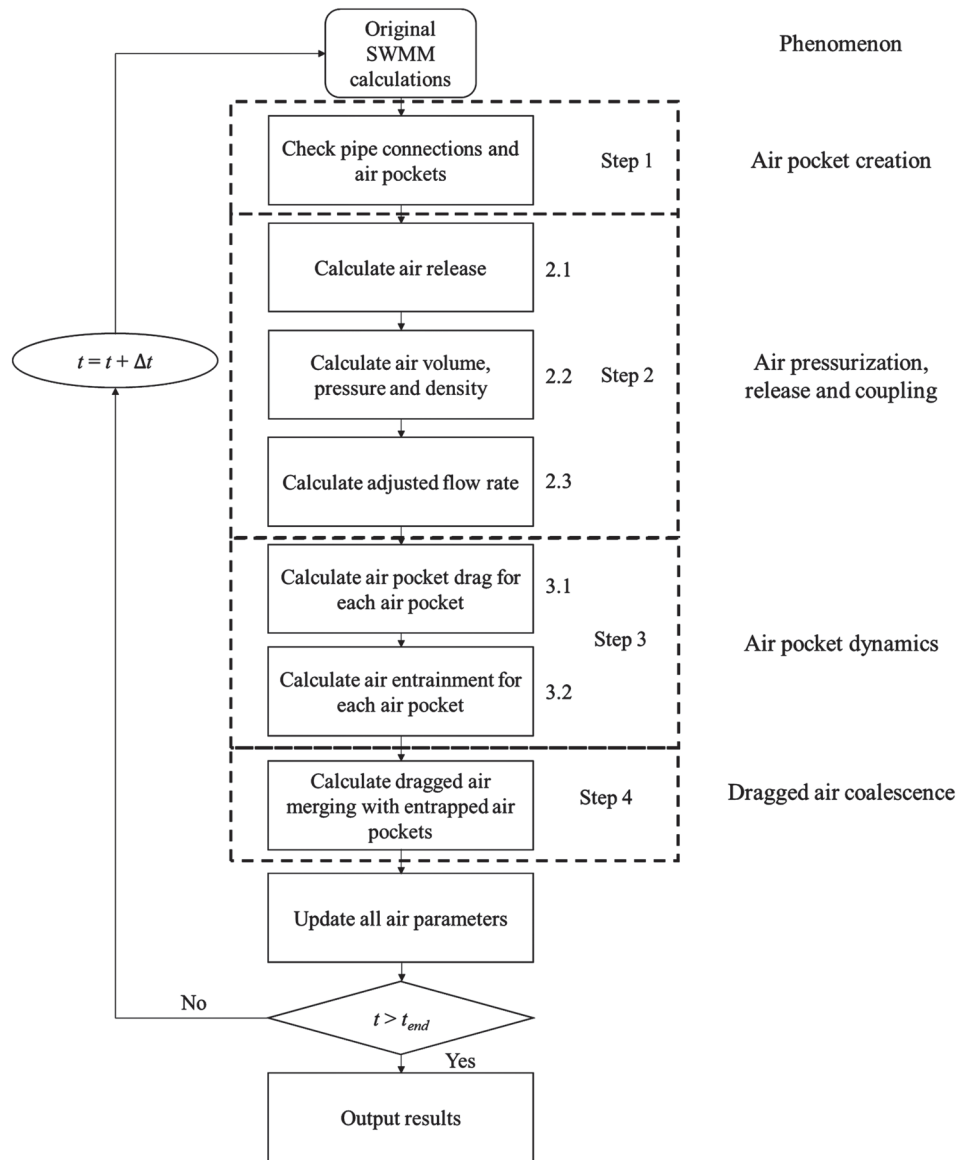 Original
SWMM
calculations
Phenomenon
Check pipe connections and
air pockets
Step 1
Air pocket creation
Calculate air release
2.1
Calculate air volume,
pressure and density
2.2
Step 2
Air pressurization,
release and coupling
t = t + Δt
Calculate adjusted flow rate
2.3
Calculate air pocket drag for
each air pocket
3.1
Step 3
Air pocket dynamics
Calculate air entrainment for
each air pocket
3.2
Calculate dragged air
merging with entrapped air
pockets
Step 4
Dragged air coalescence
Update all air parameters
No
t > tend
Yes
Output results